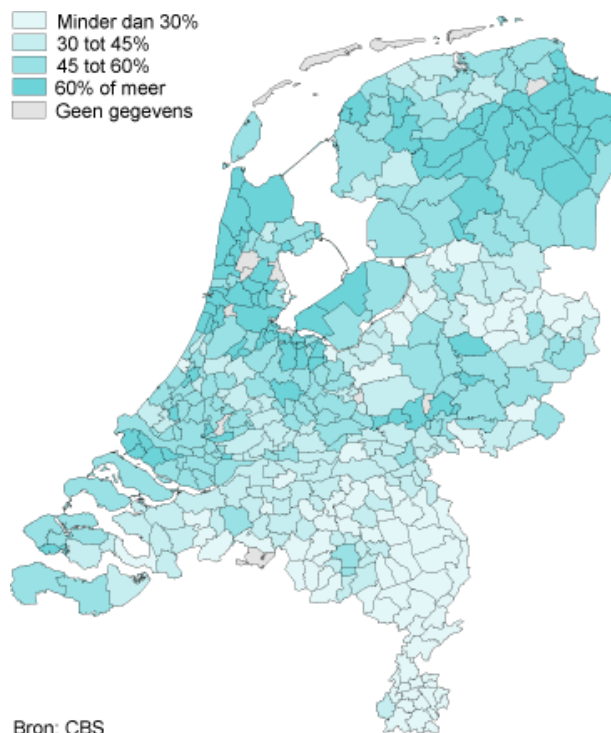 Minder dan 30%
30 tot 45%
45 tot 60%
60% of meer
Geen gegevens
Bron: CBS